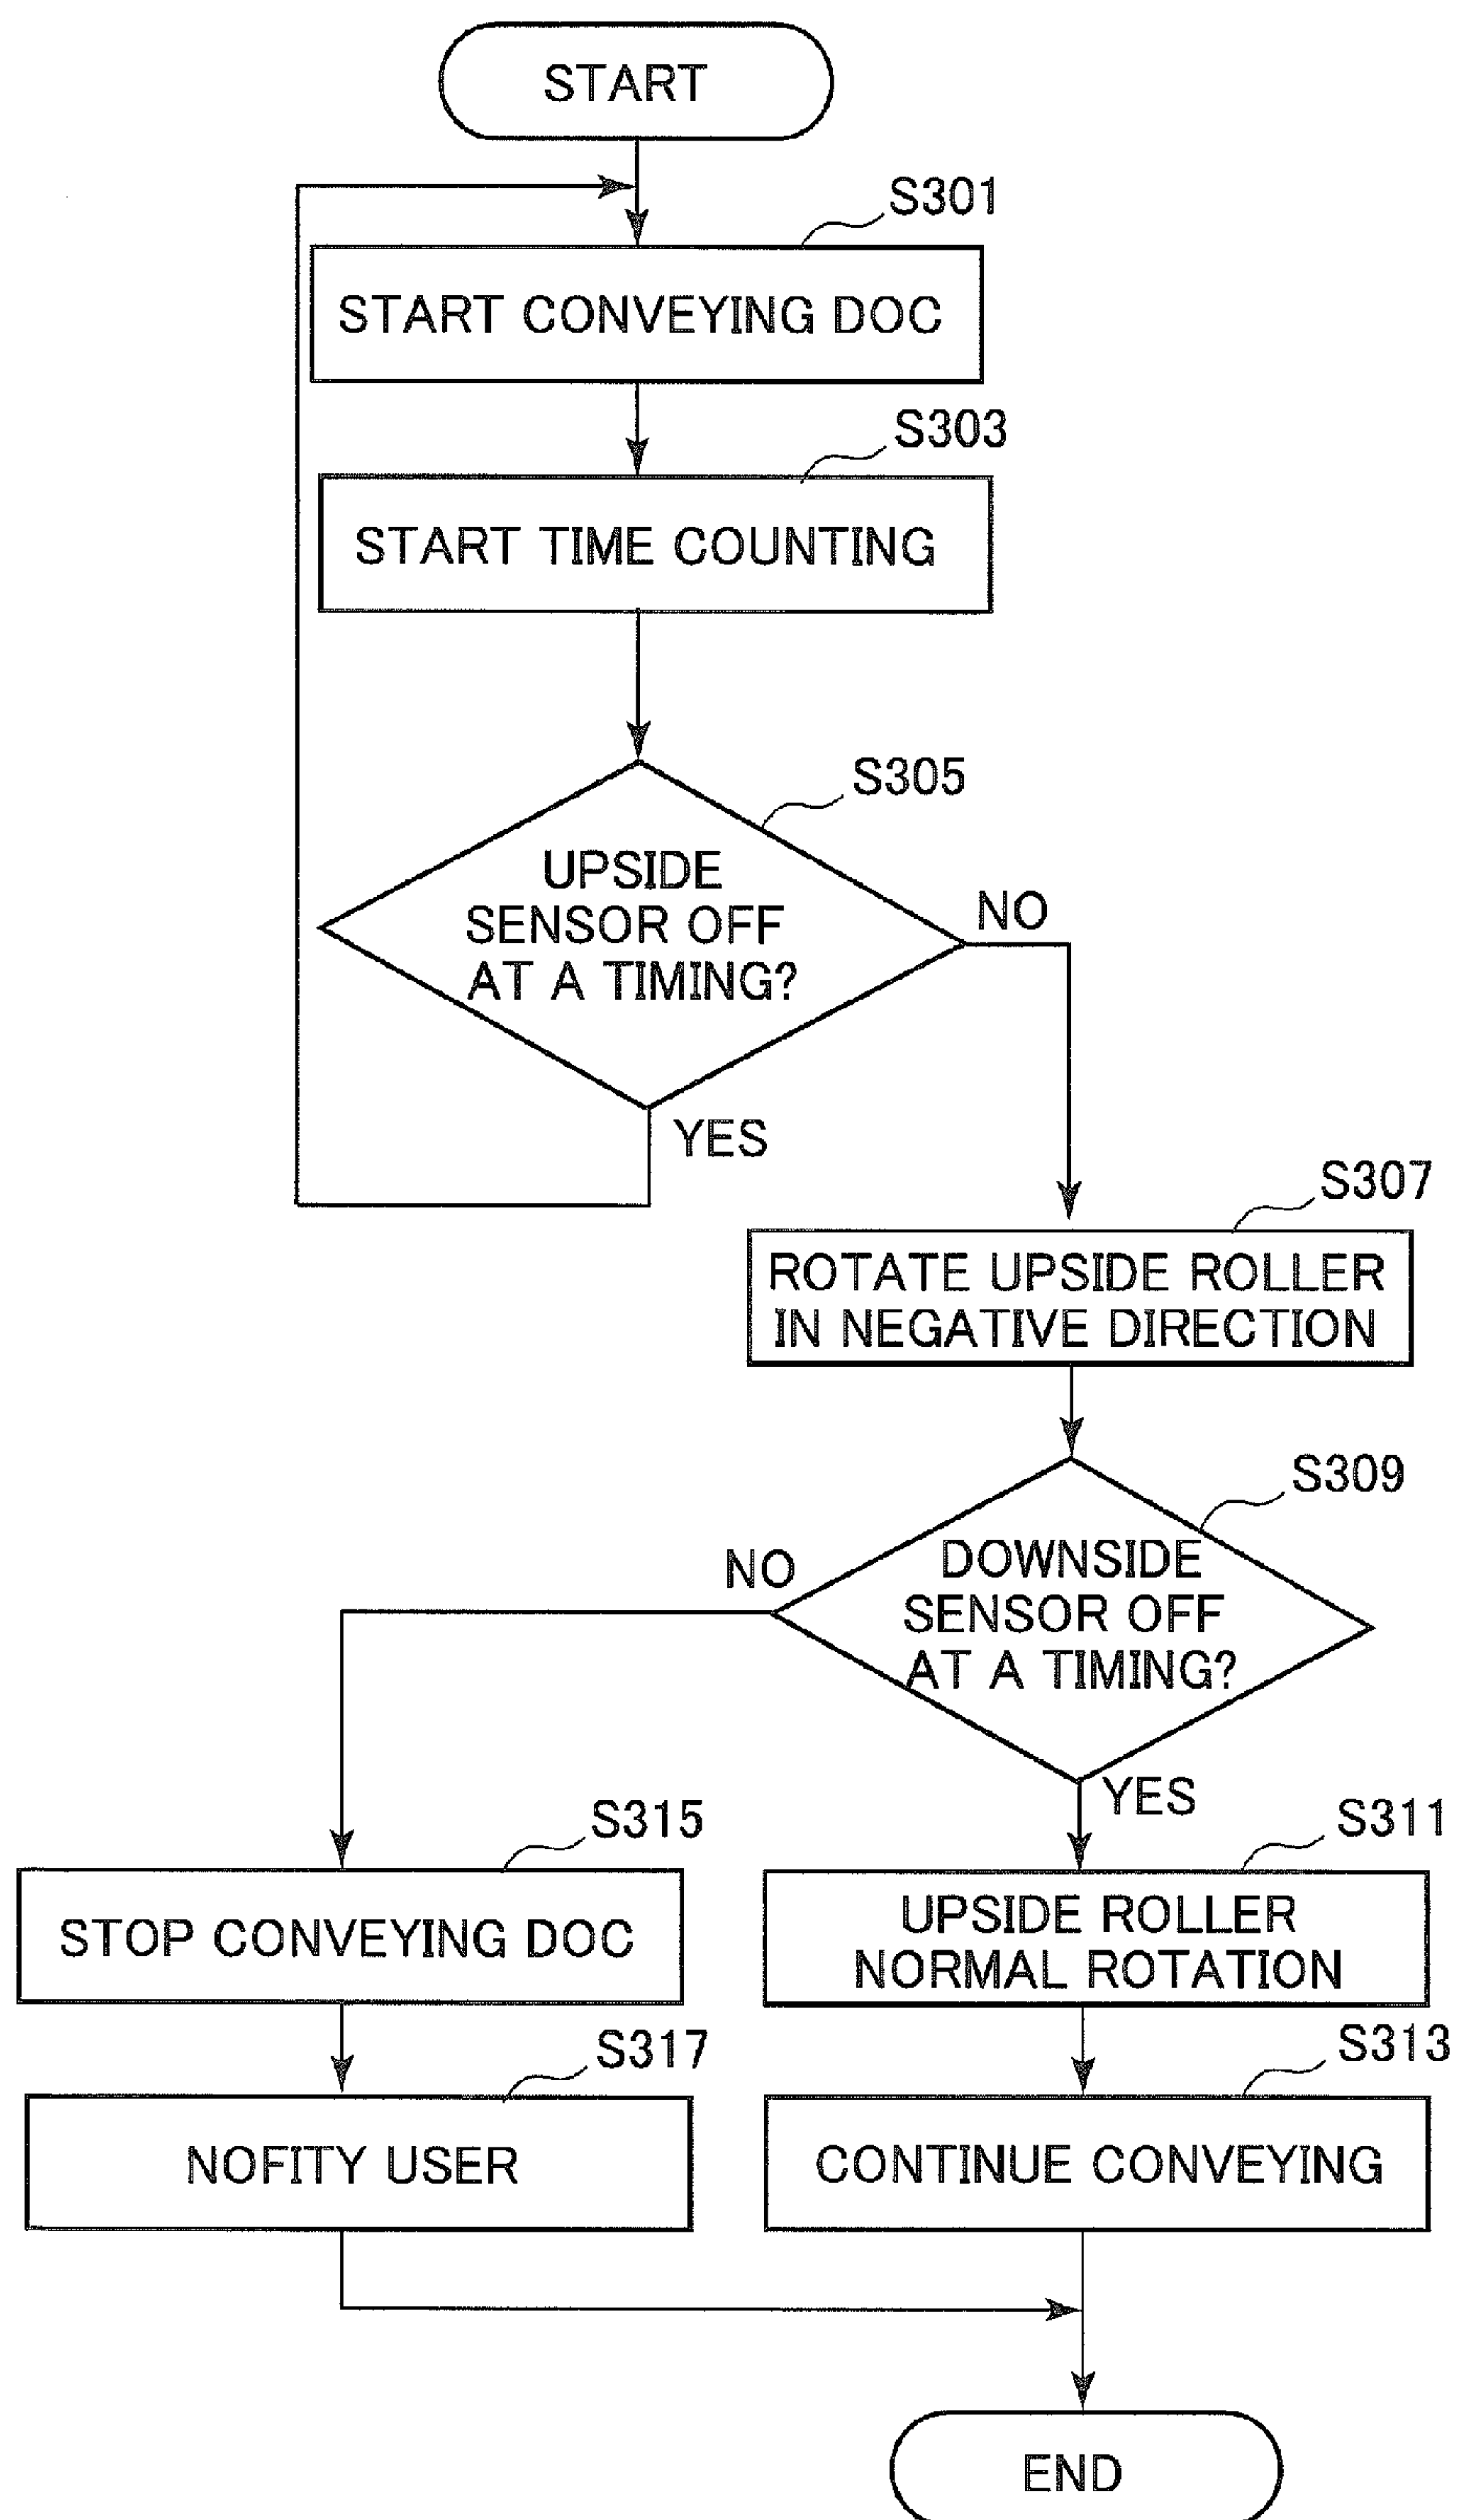 START
S301
START CONVEYING DOC
S303
START TIME COUNTING
S305
UPSIDE
SENSOR OFF
AT A TIMING?
NO
YES
S307
ROTATE UPSIDE ROLLER
IN NEGATIVE DIRECTION
S309
DOWNSIDE
SENSOR OFF
AT A TIMING?
NO
YES
S315
STOP CONVEYING DOC
S311
UPSIDE ROLLER
NORMAL ROTATION
S317
NOFITY USER
S313
CONTINUE CONVEYING
END